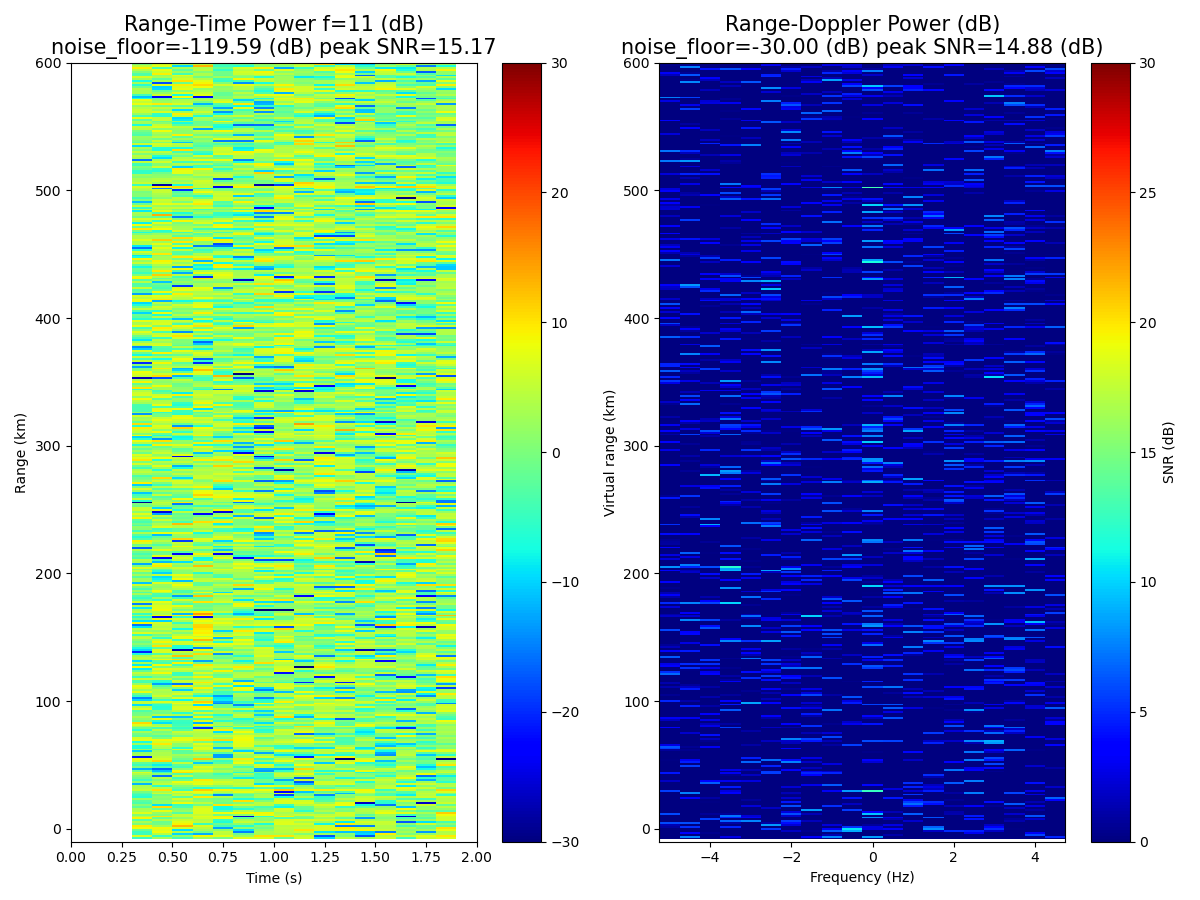 Range-Time Power f=11 (dB)
noise_floor=-119.59 (dB) peak SNR=15.17
Range-Doppler Power (dB)
noise_floor=-30.00 (dB) peak SNR=14.88 (dB)
Range (km)
600
500
400
300
200
100
0
0.00 0.25 0.50 0.75 1.00 1.25 1.50 1.75 2.00
Time (s)
30
20
10
0
−10
−20
−30
Virtual range (km)
600
500
400
300
200
100
0
−4 −2 0 2 4
Frequency (Hz)
30
25
20
15
10
5
0
SNR (dB)